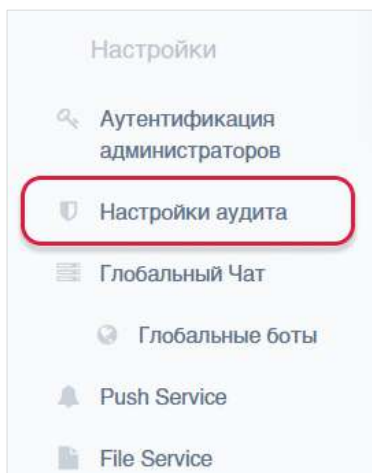 Настройки
Аутентификация
администраторов
Настройки аудита
Глобальный Чат
Глобальные боты
Push Service
File Service